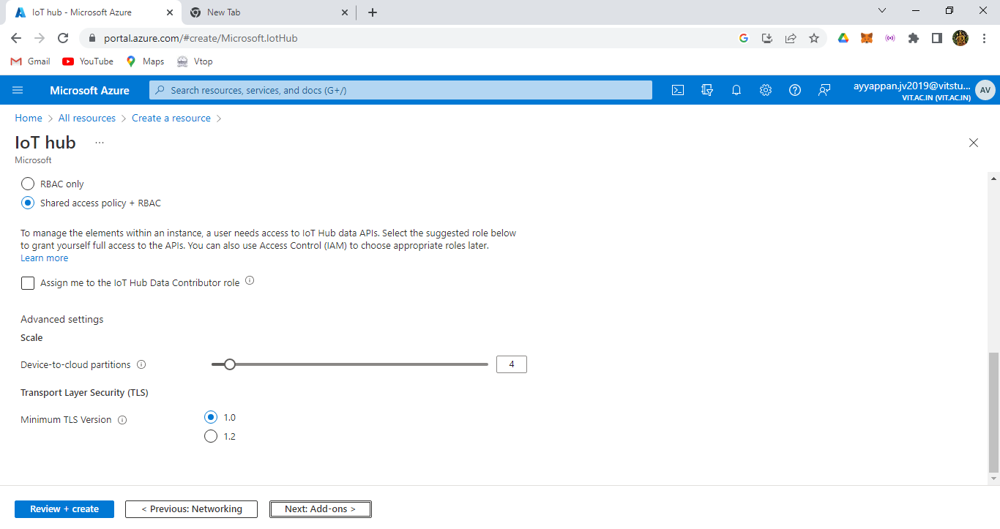 IoT hub - Microsoft Azure
New Tab
portal.azure.com/#create/Microsoft.IotHub
Gmail
YouTube
Maps
Vtop
Microsoft Azure
Search resources, services, and docs (G+/)
ayyappan.jv2019@vitstu...
VIT.AC.IN (VIT.AC.IN)
AV
Home > All resources > Create a resource >
IoT hub ...
Microsoft
RBAC only
Shared access policy + RBAC
To manage the elements within an instance, a user needs access to IoT Hub data APIs. Select the suggested role below
to grant yourself full access to the APIs. You can also use Access Control (IAM) to choose appropriate roles later.
Learn more
Assign me to the IoT Hub Data Contributor role
Advanced settings
Scale
Device-to-cloud partitions
4
Transport Layer Security (TLS)
Minimum TLS Version
1.0
1.2
Review + create
< Previous: Networking
Next: Add-ons >